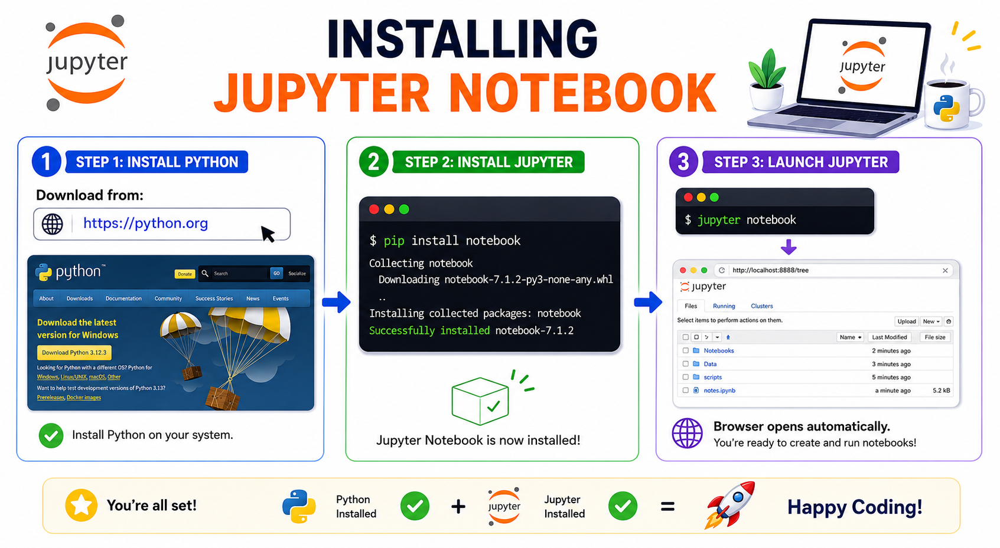 jupyter
INSTALLING
JUPYTER NOTEBOOK
jupyter
1 STEP 1: INSTALL PYTHON
Download from:
https://python.org
python™
Donate
Search
GO
Socialize
About Downloads Documentation Community Success Stories News Events
Download the latest
version for Windows
Download Python 3.12.3
Looking for Python with a different OS? Python for
Windows, Linux/UNIX, macOS, Other
Want to help test development versions of Python 3.13?
Prereleases, Docker images
Install Python on your system.
2 STEP 2: INSTALL JUPYTER
$ pip install notebook
Collecting notebook
Downloading notebook-7.1.2-py3-none-any.whl
..
Installing collected packages: notebook
Successfully installed notebook-7.1.2
Jupyter Notebook is now installed!
3 STEP 3: LAUNCH JUPYTER
$ jupyter notebook
http://localhost:8888/tree
jupyter
Files Running Clusters
Select items to perform actions on them.
Upload New
Name Last Modified File size
Notebooks 2 minutes ago
Data 3 minutes ago
scripts 5 minutes ago
notes.ipynb a minute ago 5.2 kB
Browser opens automatically.
You're ready to create and run notebooks!
You're all set!
Python
Installed
+
jupyter
Jupyter
Installed
=
Happy Coding!